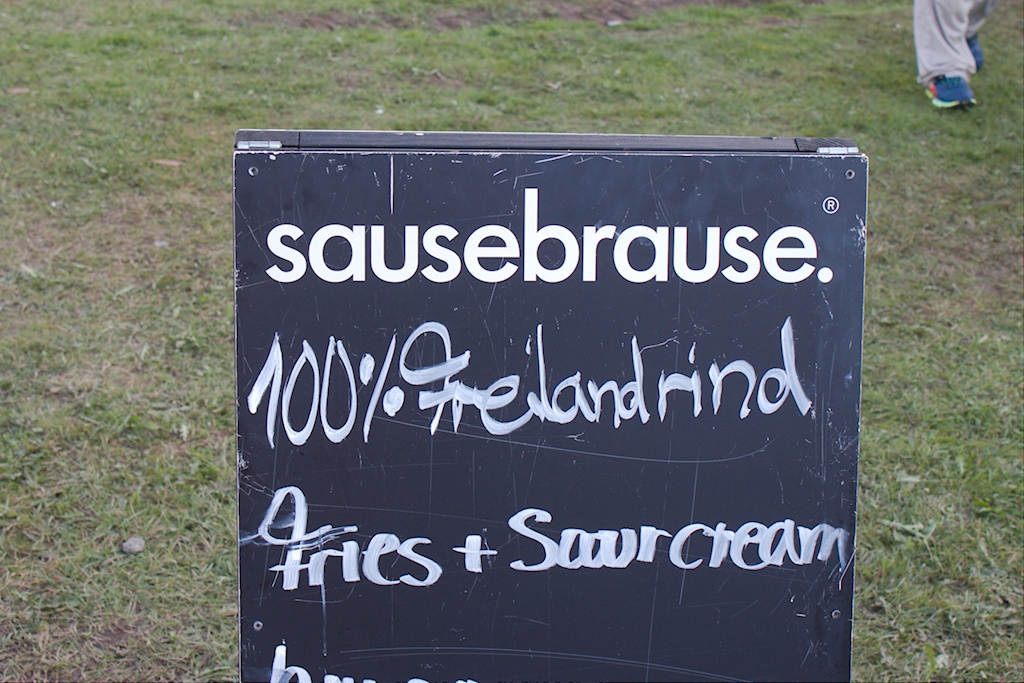 sausebrause.®
100% Freilandrind
Fries + Sourcream